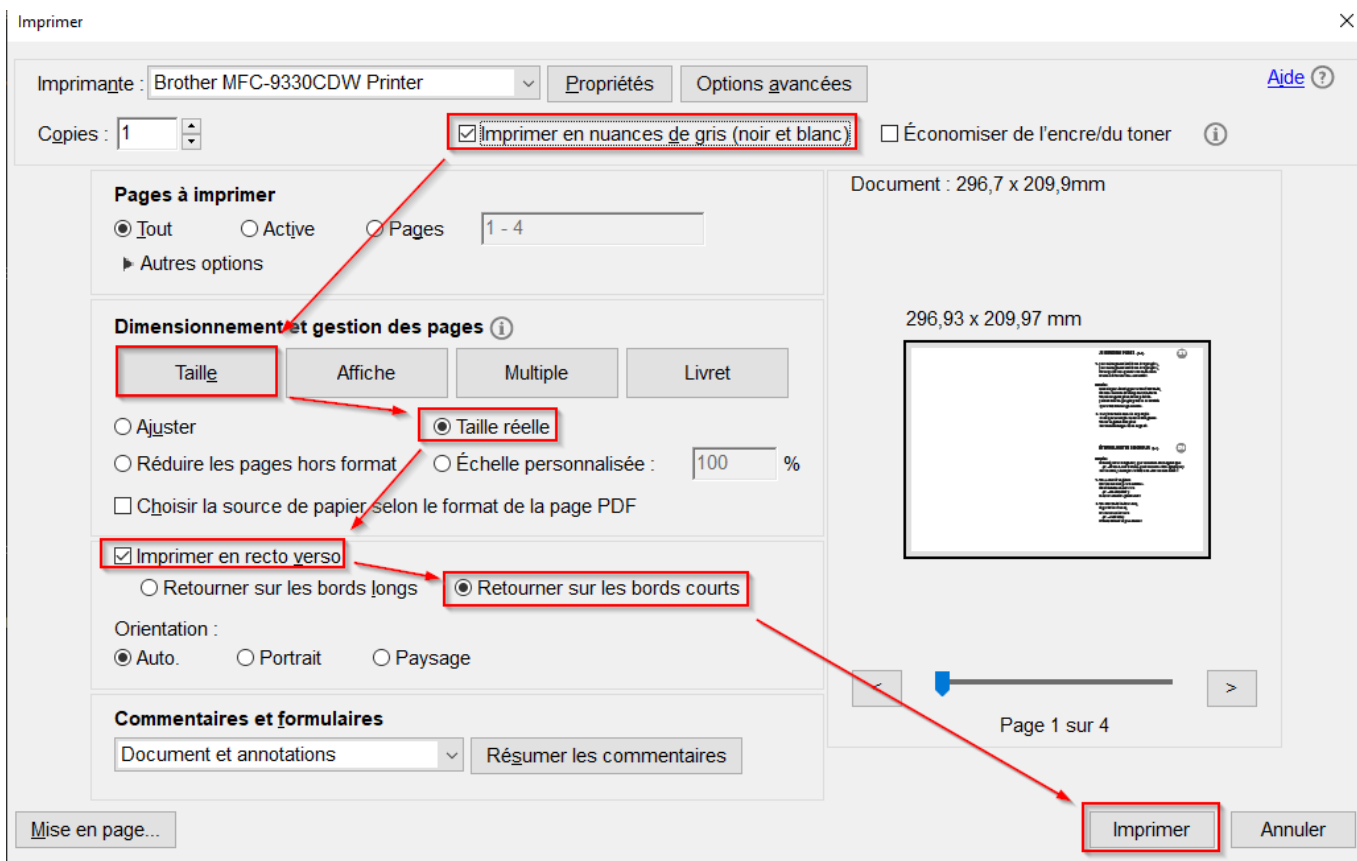 Imprimer
Imprimante : Brother MFC-9330CDW Printer Propriétés Options avancées Aide ?
Copies : 1 Imprimer en nuances de gris (noir et blanc) Économiser de l'encre/du toner
Pages à imprimer
Tout Active Pages 1 - 4
Autres options
Dimensionnement et gestion des pages
Taille Affiche Multiple Livret
Ajuster Taille réelle
Réduire les pages hors format Échelle personnalisée : 100 %
Choisir la source de papier selon le format de la page PDF
Imprimer en recto verso
Retourner sur les bords longs Retourner sur les bords courts
Orientation :
Auto. Portrait Paysage
Commentaires et formulaires
Document et annotations Résumer les commentaires
Document : 296,7 x 209,9mm
296,93 x 209,97 mm
< >
Page 1 sur 4
Mise en page... Imprimer Annuler